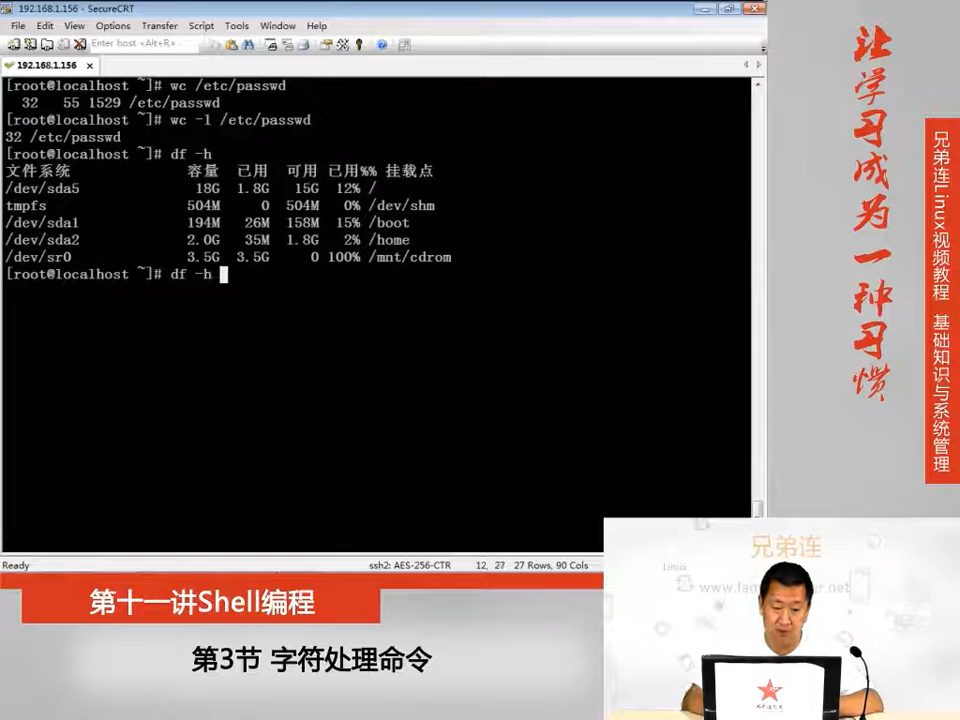 192.168.1.156 - SecureCRT
File Edit View Options Transfer Script Tools Window Help
Enter host <Alt+R>
192.168.1.156
[root@localhost ~]# wc /etc/passwd
32 55 1529 /etc/passwd
[root@localhost ~]# wc -l /etc/passwd
32 /etc/passwd
[root@localhost ~]# df -h
文件系统 容量 已用 可用 已用%% 挂载点
/dev/sda5 18G 1.8G 15G 12% /
tmpfs 504M 0 504M 0% /dev/shm
/dev/sda1 194M 26M 158M 15% /boot
/dev/sda2 2.0G 35M 1.8G 2% /home
/dev/sr0 3.5G 3.5G 0 100% /mnt/cdrom
[root@localhost ~]# df -h
Ready ssh2: AES-256-CTR 12, 27 27 Rows, 90 Cols
让学习成为一种习惯
兄弟连Linux视频教程 基础知识与系统管理
兄弟连
Linux
第十一讲Shell编程
第3节 字符处理命令